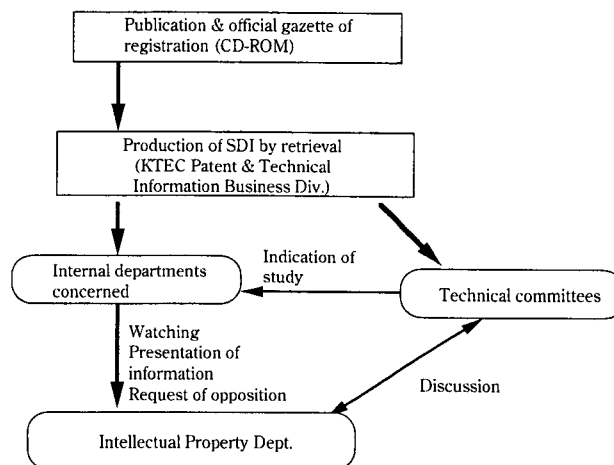 Publication & official gazette of
registration (CD-ROM)
Production of SDI by retrieval
(KTEC Patent & Technical
Information Business Div.)
Indication of
study
Internal departments
concerned
Technical committees
Watching
Presentation of
information
Request of opposition
Discussion
Intellectual Property Dept.